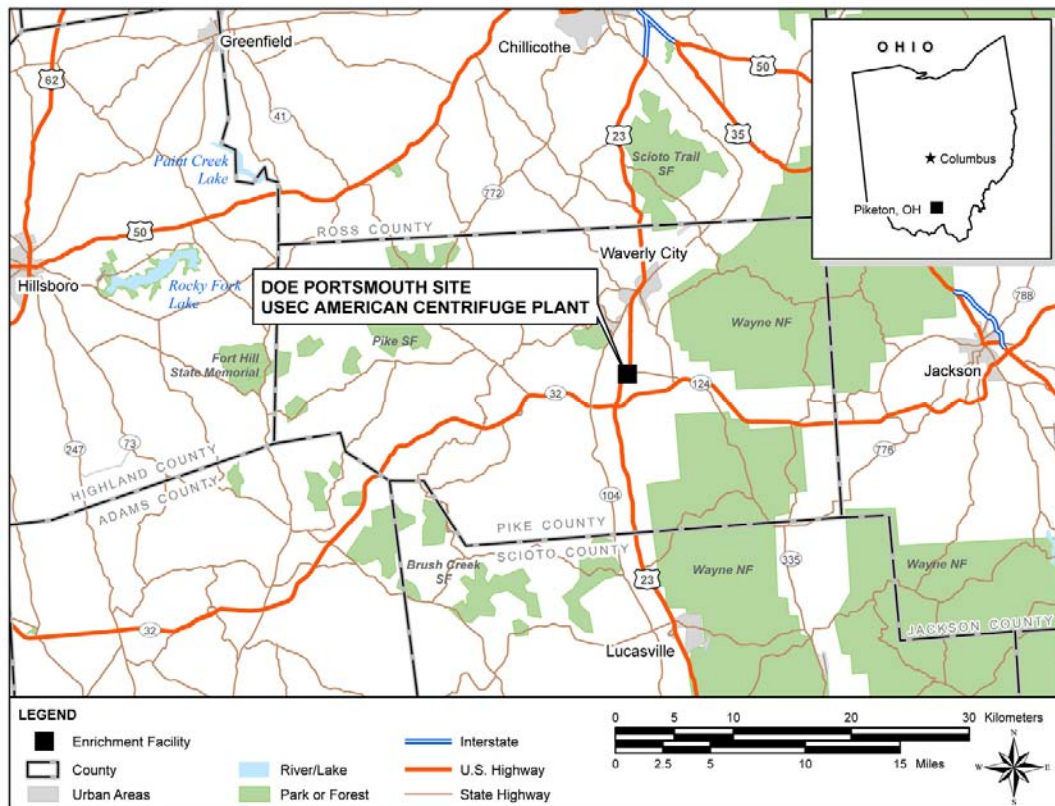 Greenfield
Chillicothe
OHIO
62
50
41
23
35
Paint Creek
Lake
Scioto Trail
SF
772
Columbus
Piketon, OH
50
ROSS COUNTY
Waverly City
Hillsboro
Rocky Fork
Lake
DOE PORTSMOUTH SITE
USEC AMERICAN CENTRIFUGE PLANT
788
Wayne NF
Pike SF
Fort Hill
State Memorial
Jackson
32
124
247
73
776
HIGHLAND COUNTY
ADAMS COUNTY
104
PIKE COUNTY
SCIOTO COUNTY
335
Brush Creek
SF
Wayne NF
Wayne NF
23
32
JACKSON COUNTY
Lucasville
LEGEND
Enrichment Facility
County
Urban Areas
River/Lake
Park or Forest
Interstate
U.S. Highway
State Highway
0 5 10 20 30 Kilometers
0 2.5 5 10 15 Miles
N
W E
S